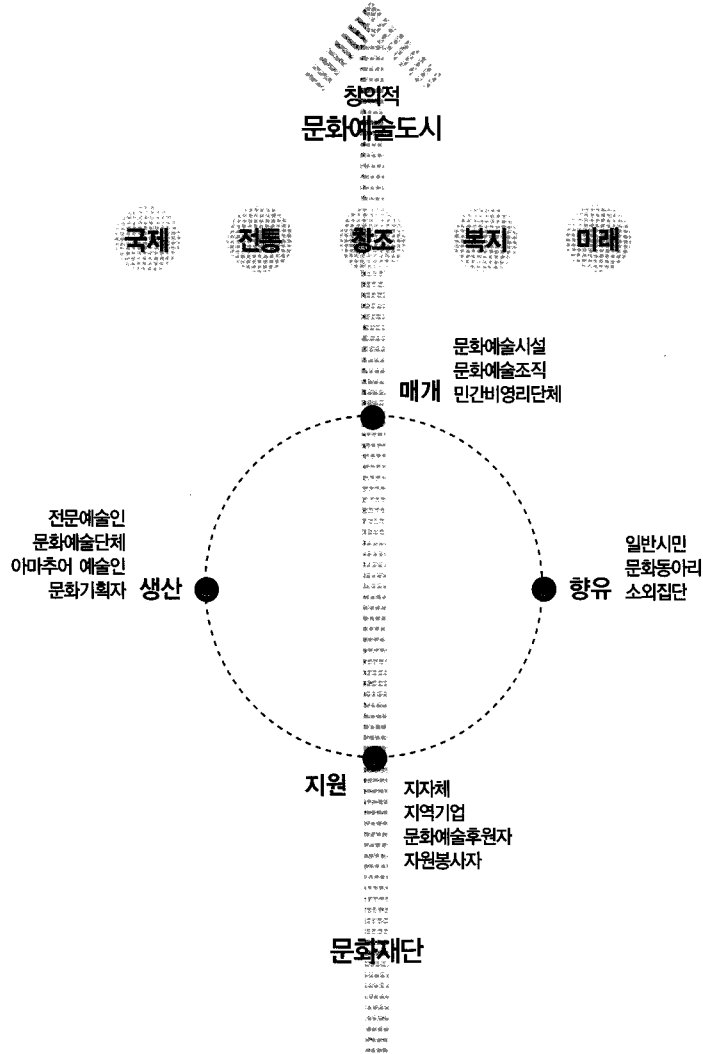 창의적
문화예술도시
국제 전통 창조 복지 미래
매개
문화예술시설
문화예술조직
민간비영리단체
전문예술인
문화예술단체
아마추어 예술인
문화기획자
생산
향유
일반시민
문화동아리
소외집단
지원
지자체
지역기업
문화예술후원자
자원봉사자
문화재단